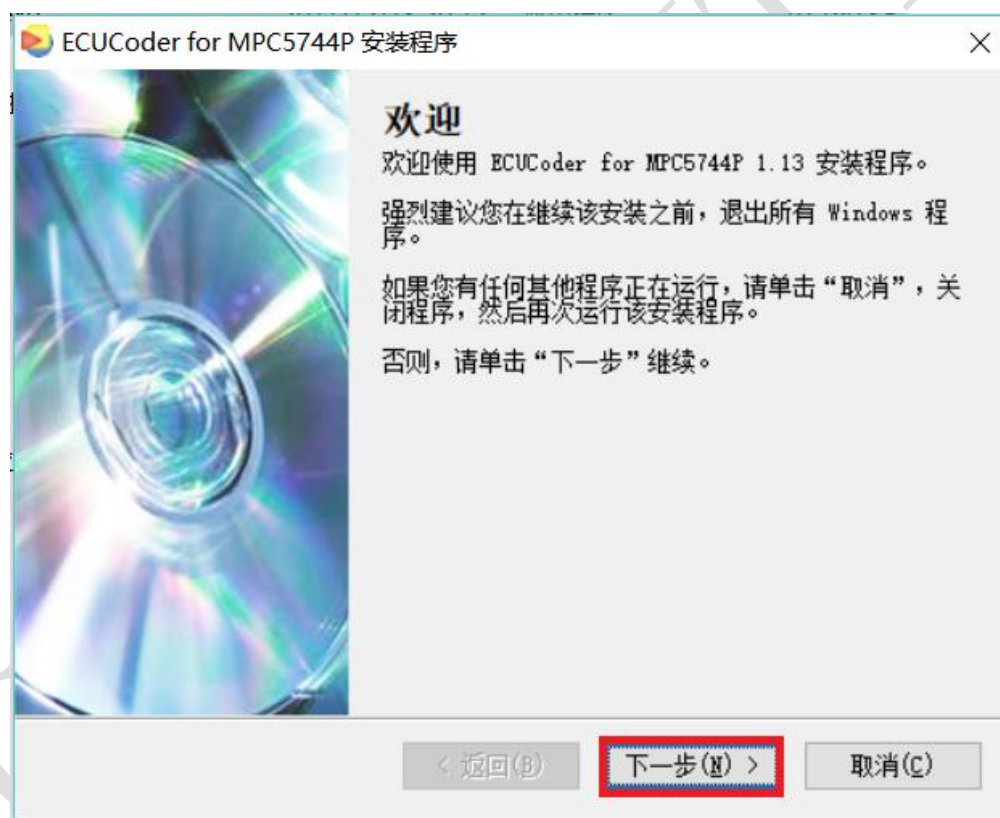 ECUCoder for MPC5744P 安装程序
欢迎
欢迎使用 ECUCoder for MPC5744P 1.13 安装程序。
强烈建议您在继续该安装之前，退出所有 Windows 程
序。
如果您有任何其他程序正在运行，请单击“取消”，关
闭程序，然后再次运行该安装程序。
否则，请单击“下一步”继续。
< 返回(B)
下一步(N) >
取消(C)